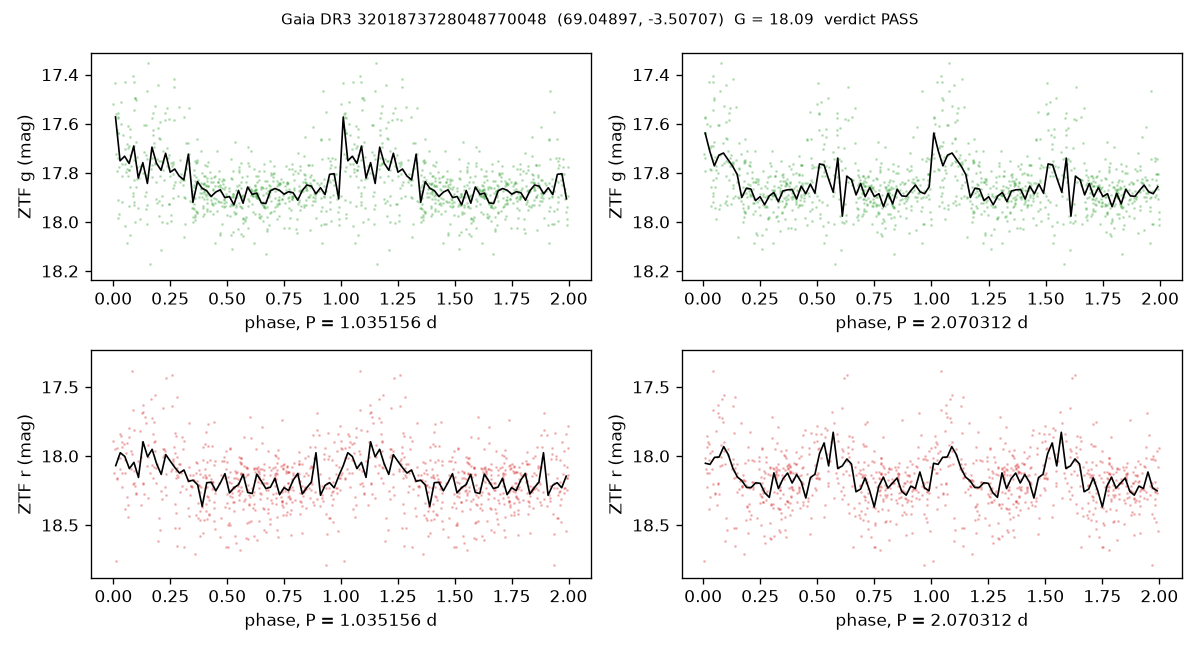 Gaia DR3 3201873728048770048  (69.04897, -3.50707)  G = 18.09  verdict PASS
ZTF g (mag)
17.4
17.6
17.8
18.0
18.2
0.00 0.25 0.50 0.75 1.00 1.25 1.50 1.75 2.00
phase, P = 1.035156 d
ZTF g (mag)
17.4
17.6
17.8
18.0
18.2
0.00 0.25 0.50 0.75 1.00 1.25 1.50 1.75 2.00
phase, P = 2.070312 d
ZTF r (mag)
17.5
18.0
18.5
0.00 0.25 0.50 0.75 1.00 1.25 1.50 1.75 2.00
phase, P = 1.035156 d
ZTF r (mag)
17.5
18.0
18.5
0.00 0.25 0.50 0.75 1.00 1.25 1.50 1.75 2.00
phase, P = 2.070312 d